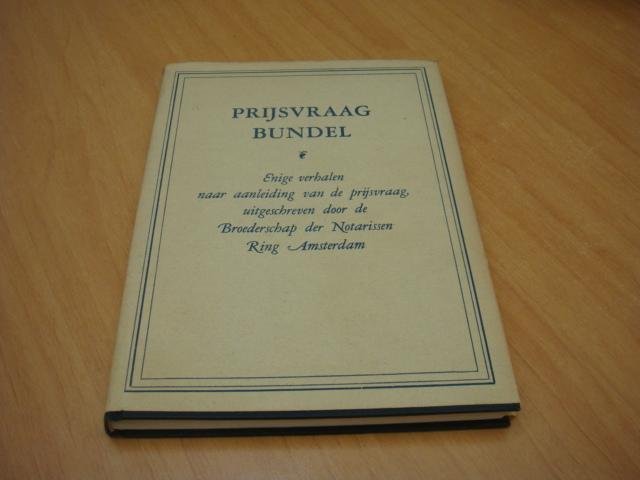 PRIJSVRAAG
BUNDEL
Enige verhalen
naar aanleiding van de prijsvraag,
uitgeschreven door de
Broederschap der Notarissen
Ring Amsterdam